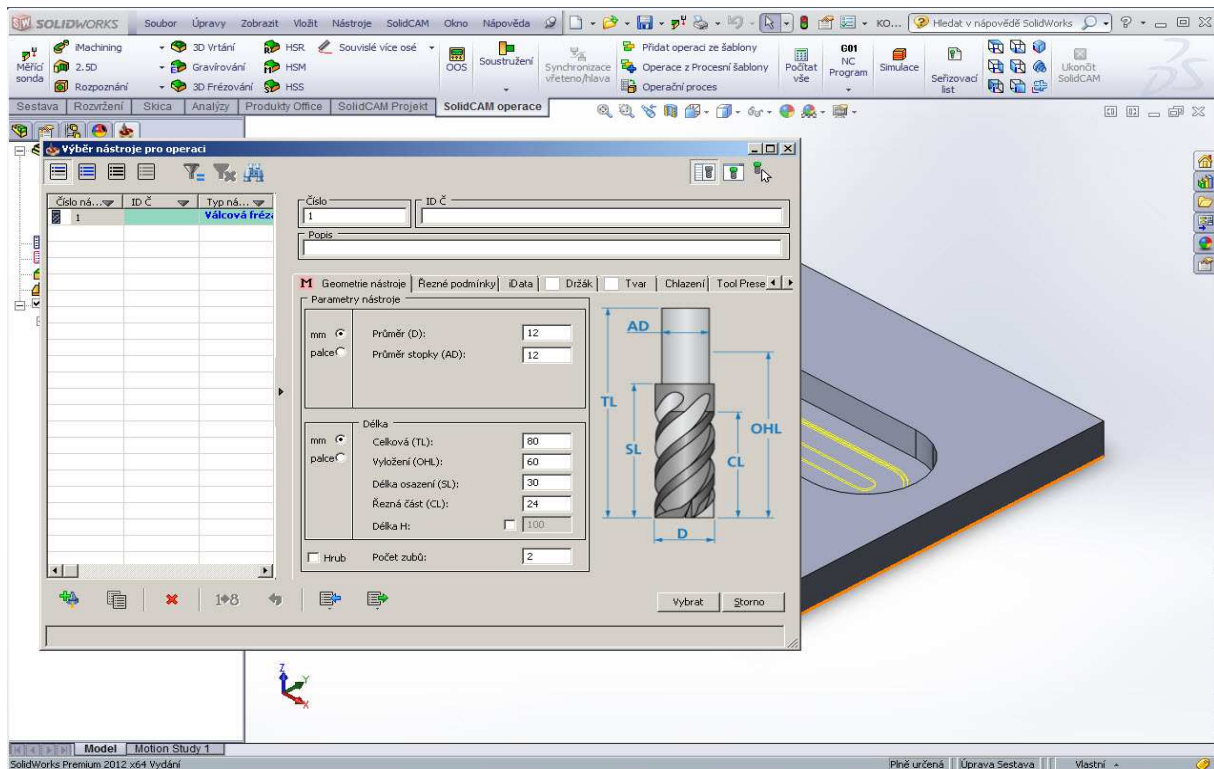 SOLIDWORKS Soubor Úpravy Zobrazit Vložit Nástroje SolidCAM Okno Nápověda KO... Hledat v nápovědě SolidWorks
iMachining 3D Vrtání HSR Souvislé více osé Přidat operaci ze šablony G01
Měřící sonda 2.5D Gravírování HSM OOS Soustružení Synchronizace vřeteno/hlava Operace z Procesní šablony Počítat vše NC Program Simulace Seřizovací list Ukončit SolidCAM
Rozpoznání 3D Frézování HSS Operační proces
Sestava Rozvržení Skica Analýzy Produkty Office SolidCAM Projekt SolidCAM operace
Výběr nástroje pro operaci
Číslo ná... ID Č Typ ná...
1 Válcová fréza
Číslo ID Č
1
Popis
M Geometrie nástroje Řezné podmínky iData Držák Tvar Chlazení Tool Prese
Parametry nástroje
mm Průměr (D): 12
palce Průměr stopky (AD): 12
Délka
mm Celková (TL): 80
palce Vyložení (OHL): 60
Délka osazení (SL): 30
Řezná část (CL): 24
Délka H: 100
Hrub Počet zubů: 2
AD
TL
OHL
SL
CL
D
1 8
Vybrat Storno
Z
Y
X
Model Motion Study 1
SolidWorks Premium 2012 x64 Vydání Plně určená Úprava Sestava Vlastní